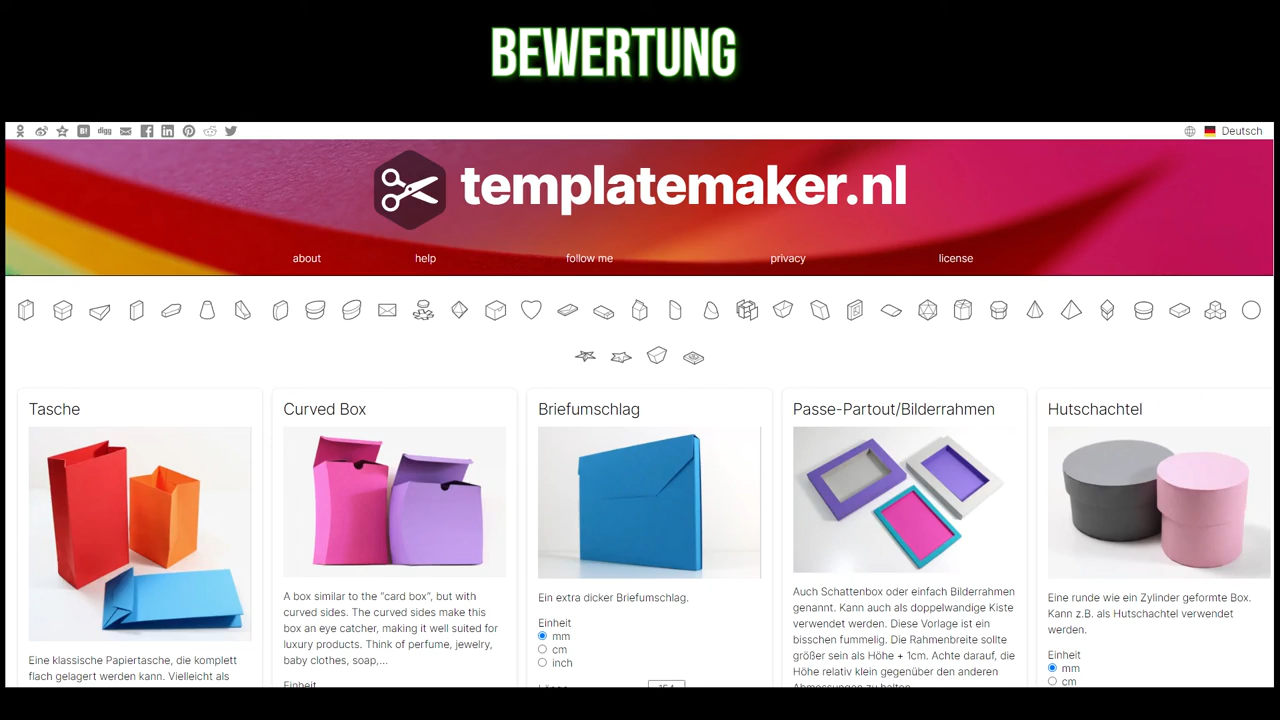 BEWERTUNG
B!
digg
Deutsch
templatemaker.nl
about
help
follow me
privacy
license
Tasche
Eine klassische Papiertasche, die komplett
flach gelagert werden kann. Vielleicht als
Curved Box
A box similar to the "card box", but with
curved sides. The curved sides make this
box an eye catcher, making it well suited for
luxury products. Think of perfume, jewelry,
baby clothes, soap,...
Einheit
Briefumschlag
Ein extra dicker Briefumschlag.
Einheit
mm
cm
inch
Passe-Partout/Bilderrahmen
Auch Schattenbox oder einfach Bilderrahmen
genannt. Kann auch als doppelwandige Kiste
verwendet werden. Diese Vorlage ist ein
bisschen fummelig. Die Rahmenbreite sollte
größer sein als Höhe + 1cm. Achte darauf, die
Höhe relativ klein gegenüber den anderen
Abmessungen zu halten.
Hutschachtel
Eine runde wie ein Zylinder geformte Box.
Kann z.B. als Hutschachtel verwendet
werden.
Einheit
mm
cm